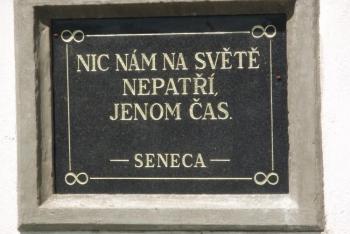 NIC NÁM NA SVĚTĚ
NEPATŘÍ,
JENOM ČAS.
— SENECA —